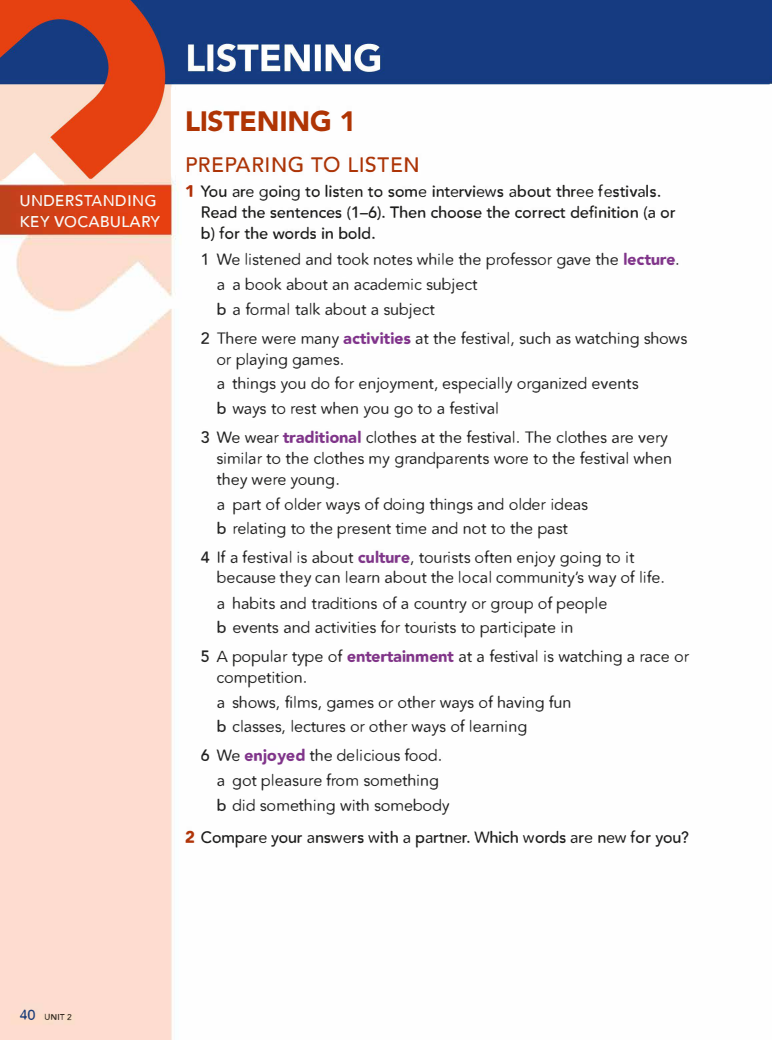 LISTENING
LISTENING 1
PREPARING TO LISTEN
UNDERSTANDING
KEY VOCABULARY
1 You are going to listen to some interviews about three festivals.
Read the sentences (1–6). Then choose the correct definition (a or
b) for the words in bold.
1 We listened and took notes while the professor gave the lecture.
a a book about an academic subject
b a formal talk about a subject
2 There were many activities at the festival, such as watching shows
or playing games.
a things you do for enjoyment, especially organized events
b ways to rest when you go to a festival
3 We wear traditional clothes at the festival. The clothes are very
similar to the clothes my grandparents wore to the festival when
they were young.
a part of older ways of doing things and older ideas
b relating to the present time and not to the past
4 If a festival is about culture, tourists often enjoy going to it
because they can learn about the local community's way of life.
a habits and traditions of a country or group of people
b events and activities for tourists to participate in
5 A popular type of entertainment at a festival is watching a race or
competition.
a shows, films, games or other ways of having fun
b classes, lectures or other ways of learning
6 We enjoyed the delicious food.
a got pleasure from something
b did something with somebody
2 Compare your answers with a partner. Which words are new for you?
40 UNIT 2